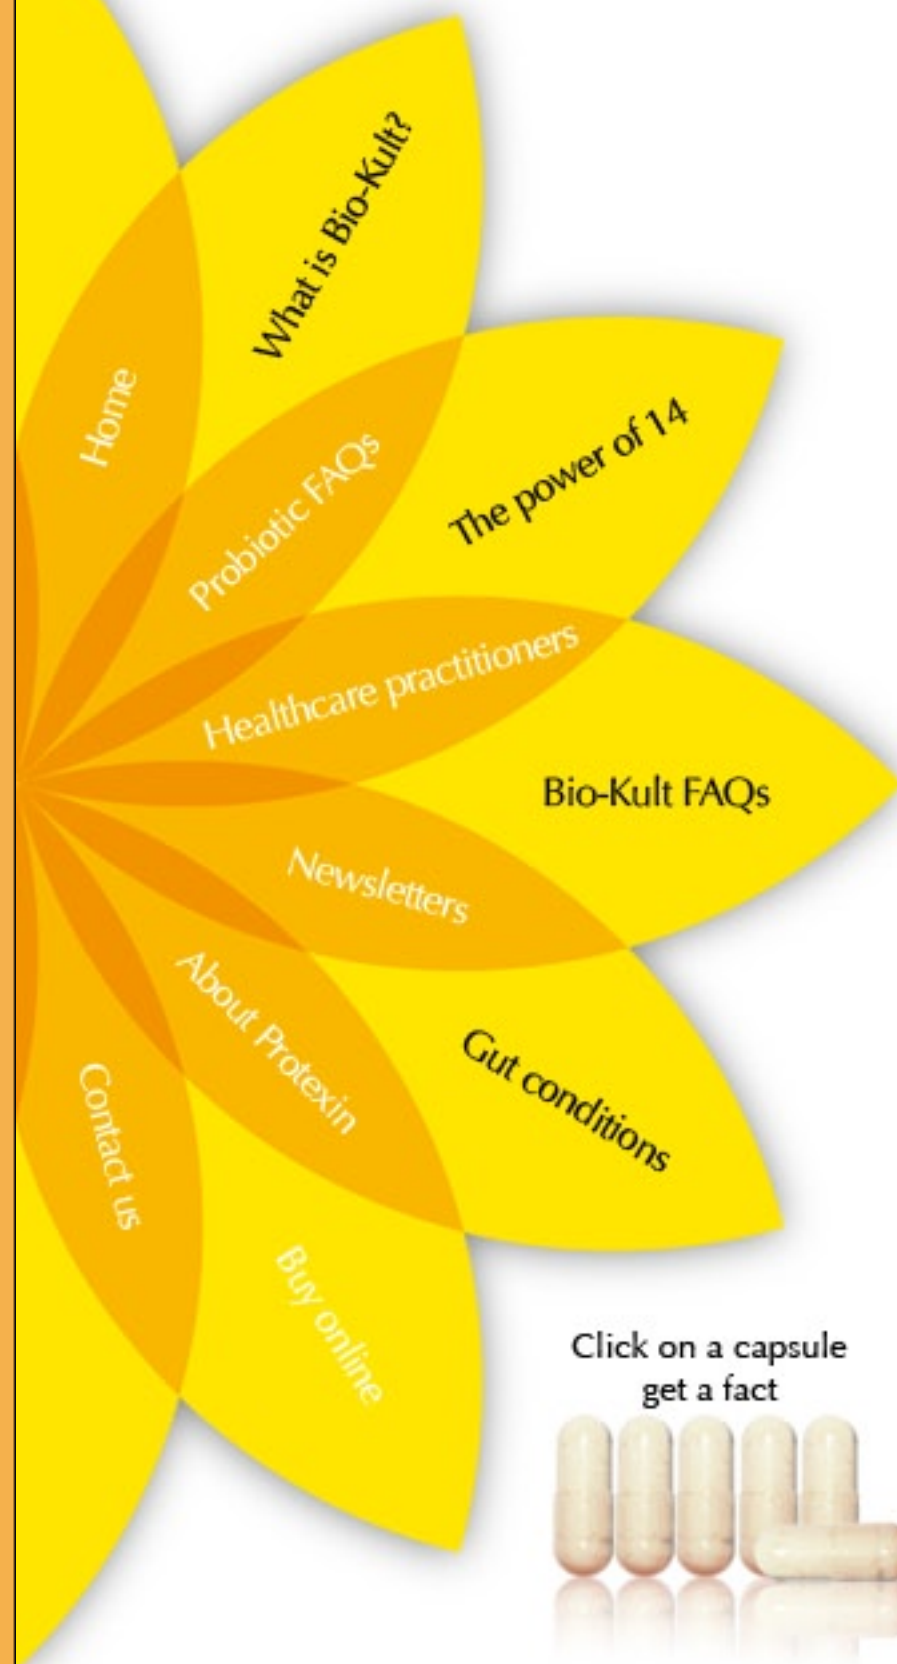 What is Bio-Kult?
Home
The power of 14
Probiotic FAQs
Healthcare practitioners
Bio-Kult FAQs
Newsletters
About Protexin
Gut conditions
Contact us
Buy online
Click on a capsule
get a fact